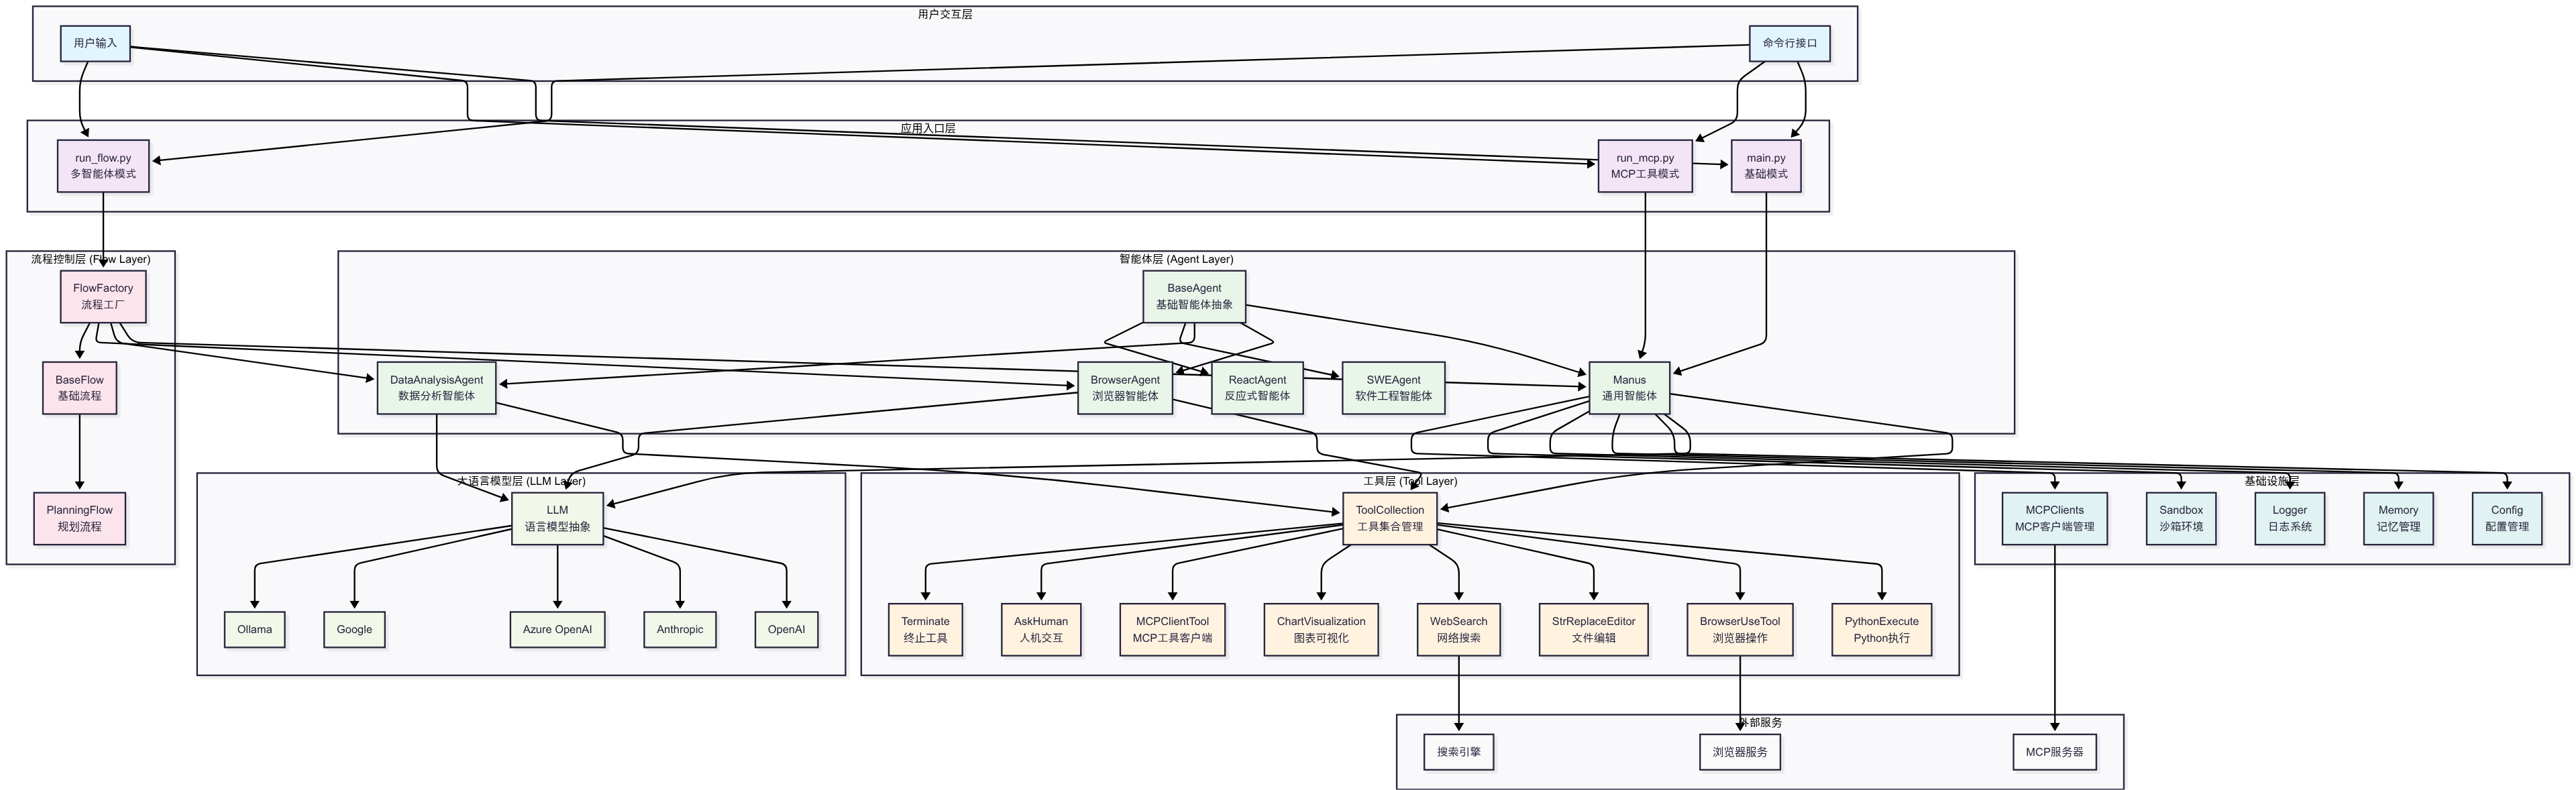 用户交互层
用户输入
命令行接口
应用入口层
run_flow.py
多智能体模式
run_mcp.py
MCP工具模式
main.py
基础模式
流程控制层 (Flow Layer)
FlowFactory
流程工厂
BaseFlow
基础流程
PlanningFlow
规划流程
智能体层 (Agent Layer)
BaseAgent
基础智能体抽象
DataAnalysisAgent
数据分析智能体
BrowserAgent
浏览器智能体
ReactAgent
反应式智能体
SWEAgent
软件工程智能体
Manus
通用智能体
大语言模型层 (LLM Layer)
LLM
语言模型抽象
Ollama
Google
Azure OpenAI
Anthropic
OpenAI
工具层 (Tool Layer)
ToolCollection
工具集合管理
Terminate
终止工具
AskHuman
人机交互
MCPClientTool
MCP工具客户端
ChartVisualization
图表可视化
WebSearch
网络搜索
StrReplaceEditor
文件编辑
BrowserUseTool
浏览器操作
PythonExecute
Python执行
基础设施层
MCPClients
MCP客户端管理
Sandbox
沙箱环境
Logger
日志系统
Memory
记忆管理
Config
配置管理
外部服务
搜索引擎
浏览器服务
MCP服务器